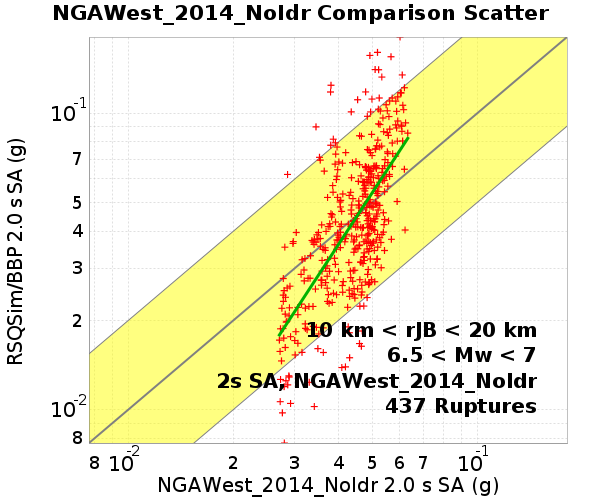 NGAWest_2014_NoIdr Comparison Scatter
RSQSim/BBP 2.0 s SA (g)
10-1
7
5
4
3
2
10-2
8
10 km < rJB < 20 km
6.5 < Mw < 7
2s SA, NGAWest_2014_NoIdr
437 Ruptures
8 10-2 2 3 4 5 6 7 10-1
NGAWest_2014_NoIdr 2.0 s SA (g)